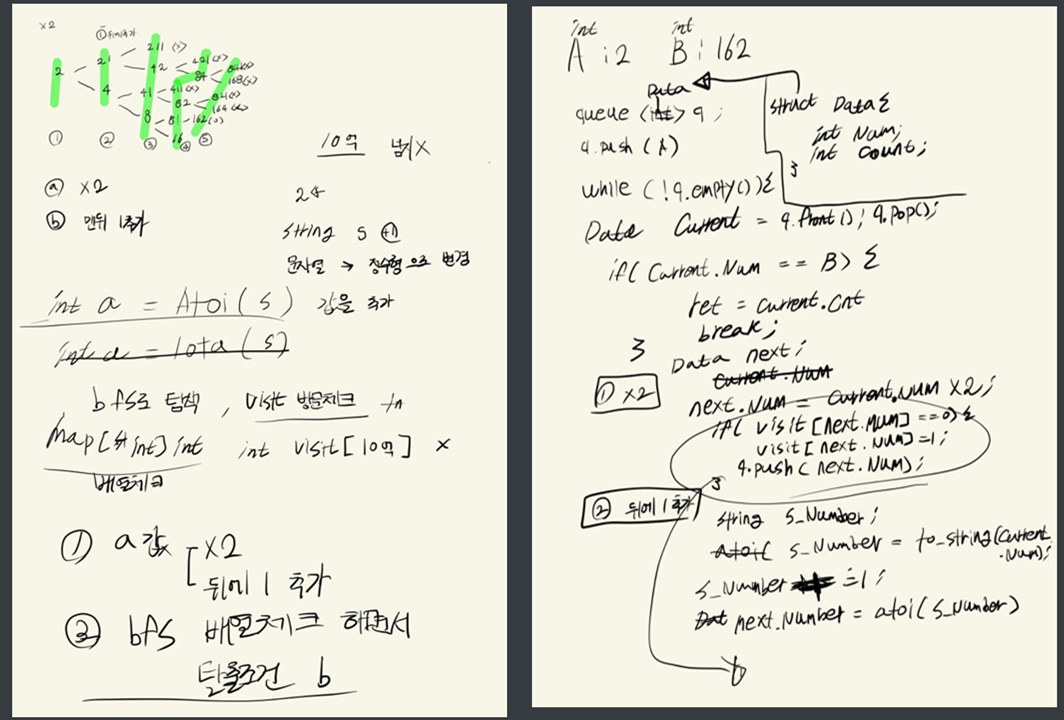 x2
① 뒤에 1추가
2
21
4
211 (x)
42
41
8
421 (x)
84
411 (x)
82
81
16
841(x)
168(x)
821(x)
164(x)
162(o)
① ② ③ ④ ⑤
10억 넘기X
ⓐ x2
ⓑ 맨뒤 1추가
string s +1
문자열 → 정수형으로 변경
int a = Atoi(s) 값을 추가
int a = iota(s)
bfs로 탐색, visit 방문체크
map[int] int int visit[10억] x
배열체크
① a값 x2
뒤에 1 추가
② bfs 배열체크 하면서
탈출조건 b
int int
A : 2 B : 162
Data
queue <int> q ;
q.push (A)
struct Data {
int Num;
int Count;
}
while ( !q.empty()) {
Data Current = q.front(); q.pop();
if( Current.Num == B) {
ret = current.cnt
break;
}
Data next;
Current.Num
① x2
next.Num = Current.Num x2;
if( visit[next.Num] ==0) {
visit[next.Num] =1;
q.push( next.Num);
}
② 뒤에 1 추가
string s_Number ;
Atoi( s_Number = to_string(Current.Num);
s_Number += 1;
Dat next.Number = atoi(s_Number)